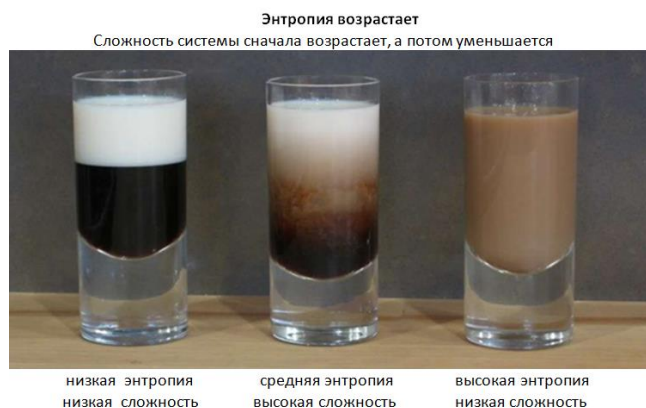 Энтропия возрастает
Сложность системы сначала возрастает, а потом уменьшается
низкая энтропия
низкая сложность
средняя энтропия
высокая сложность
высокая энтропия
низкая сложность